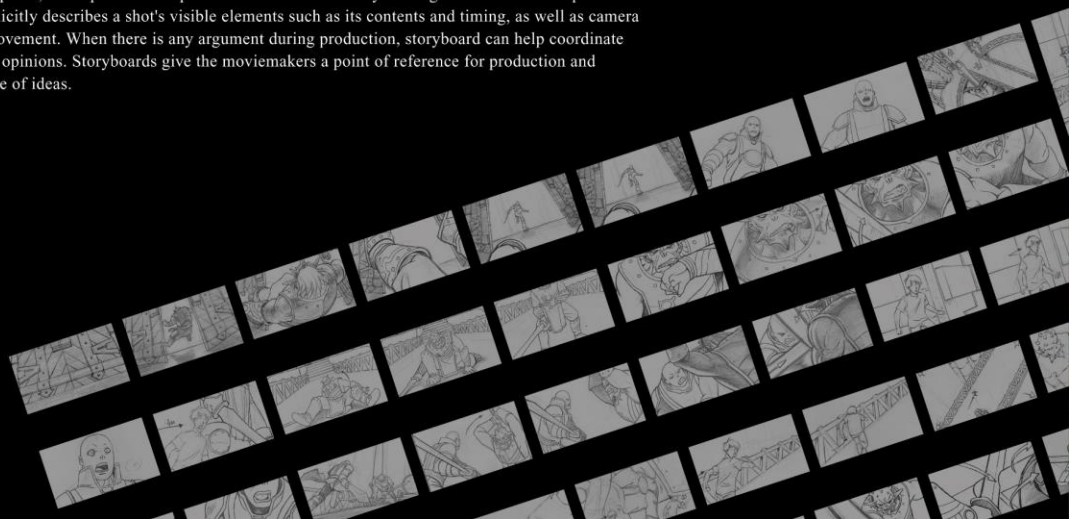 icitly describes a shot's visible elements such as its contents and timing, as well as camera
ovement. When there is any argument during production, storyboard can help coordinate
opinions. Storyboards give the moviemakers a point of reference for production and
e of ideas.